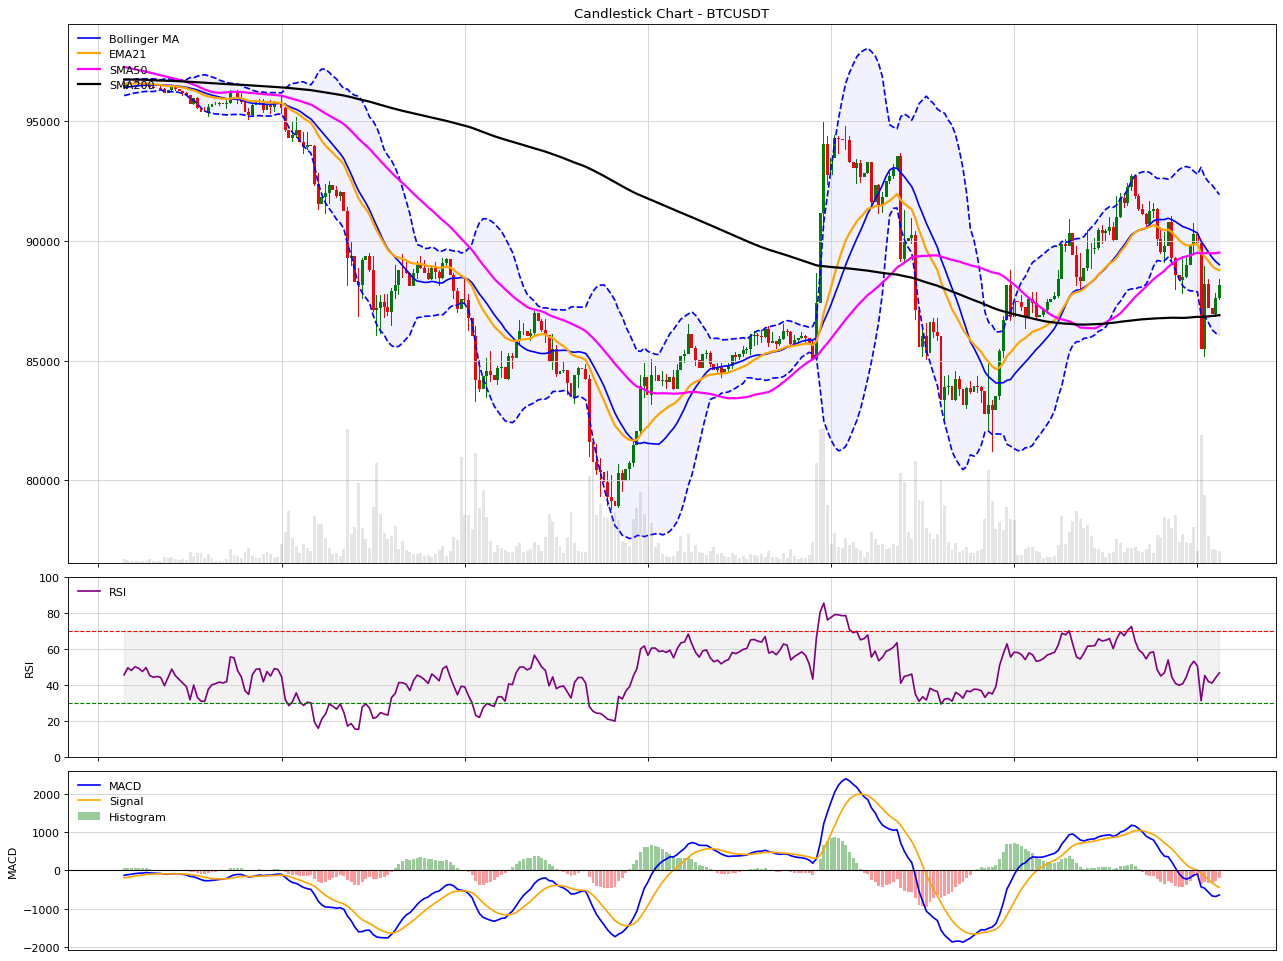 Candlestick Chart - BTCUSDT
Bollinger MA
EMA21
SMA50
SMA200
95000
90000
85000
80000
100
80
60
40
20
0
RSI
RSI
2000
1000
0
−1000
−2000
MACD
MACD
Signal
Histogram